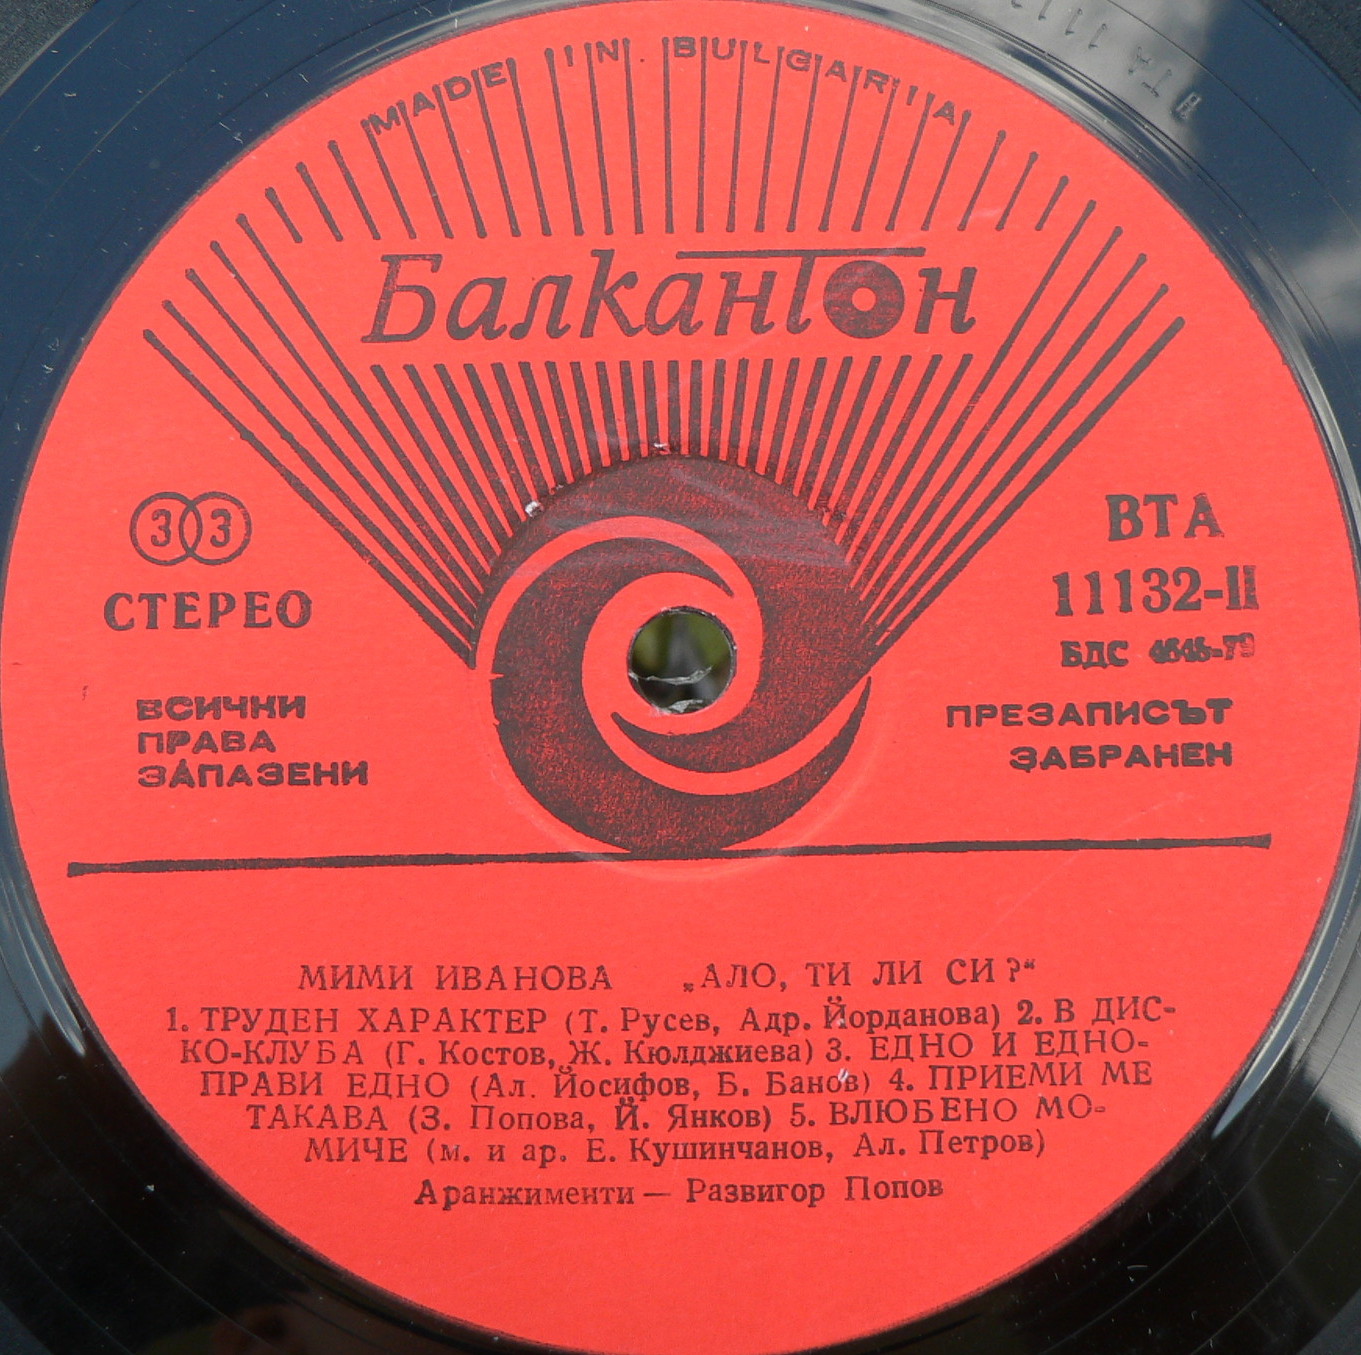 MADE IN BULGARIA
Балкантон
33
СТЕРЕО
ВТА
11132-II
БДС
ВСИЧКИ
ПРАВА
ЗАПАЗЕНИ
ПРЕЗАПИСЪТ
ЗАБРАНЕН
МИМИ ИВАНОВА „АЛО, ТИ ЛИ СИ?“
1. ТРУДЕН ХАРАКТЕР (Т. Русев, Адр. Йорданова) 2. В ДИС-
КО-КЛУБА (Г. Костов, Ж. Кюлджиева) 3. ЕДНО И ЕДНО-
ПРАВИ ЕДНО (Ал. Йосифов, Б. Банов) 4. ПРИЕМИ МЕ
ТАКАВА (З. Попова, Й. Янков) 5. ВЛЮБЕНО МО-
МИЧЕ (м. и ар. Е. Кушинчанов, Ал. Петров)
Аранжименти — Развигор Попов